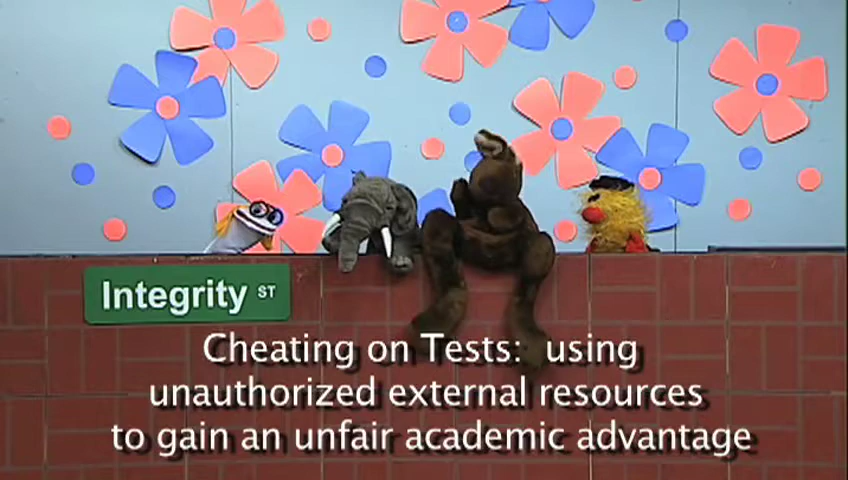 Integrity ST
Cheating on Tests: using
unauthorized external resources
to gain an unfair academic advantage